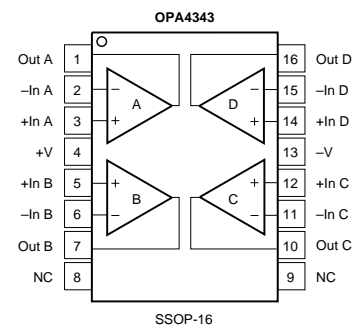 OPA4343
Out A 1 16 Out D
–In A 2 – – 15 –In D
A D
+In A 3 + + 14 +In D
+V 4 13 –V
+In B 5 + + 12 +In C
B C
–In B 6 – – 11 –In C
Out B 7 10 Out C
NC 8 9 NC
SSOP-16